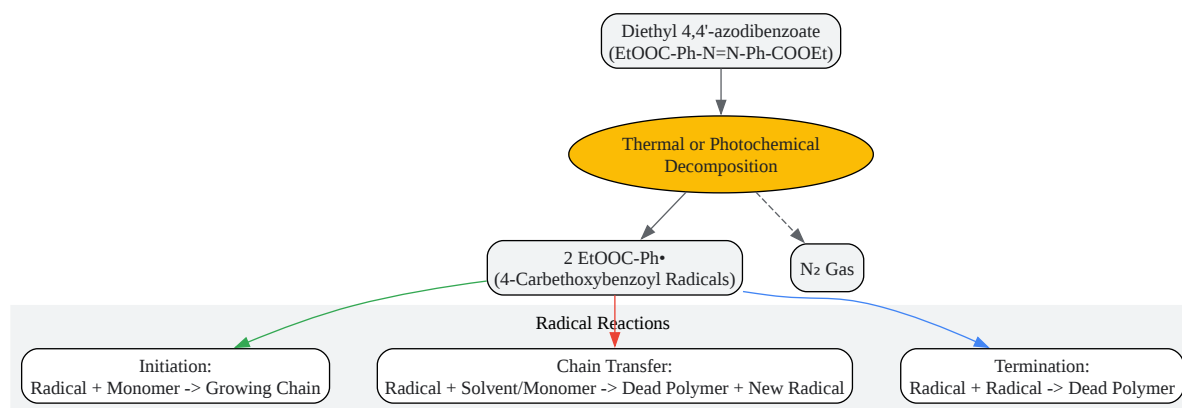 Diethyl 4,4'-azodibenzoate
(EtOOC-Ph-N=N-Ph-COOEt)
Thermal or Photochemical
Decomposition
2 EtOOC-Ph•
(4-Carbethoxybenzoyl Radicals)
N₂ Gas
Radical Reactions
Initiation:
Radical + Monomer -> Growing Chain
Chain Transfer:
Radical + Solvent/Monomer -> Dead Polymer + New Radical
Termination:
Radical + Radical -> Dead Polymer